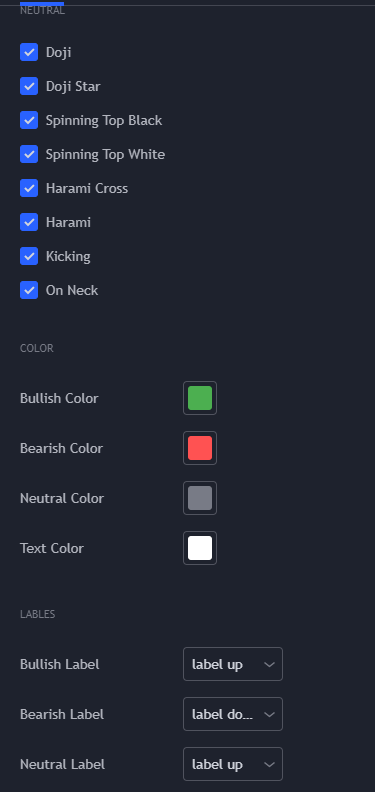 NEUTRAL
Doji
Doji Star
Spinning Top Black
Spinning Top White
Harami Cross
Harami
Kicking
On Neck
COLOR
Bullish Color
Bearish Color
Neutral Color
Text Color
LABLES
Bullish Label label up
Bearish Label label do...
Neutral Label label up